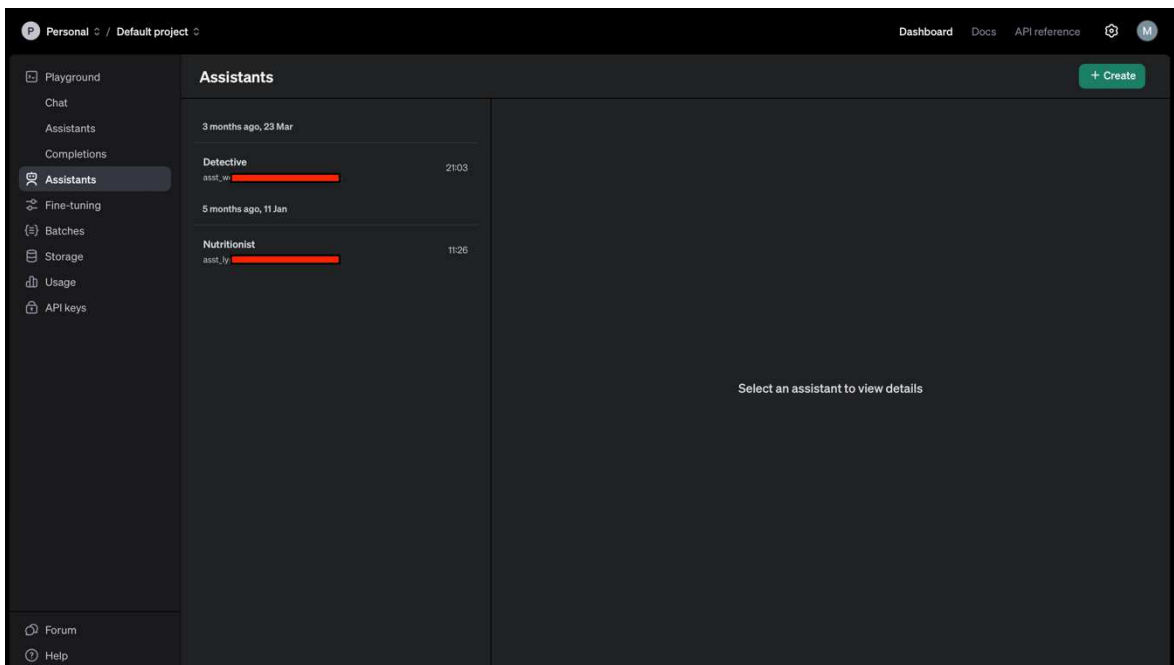 P Personal / Default project
Dashboard Docs API reference M
Playground
Chat
Assistants
Completions
Assistants
Fine-tuning
Batches
Storage
Usage
API keys
Forum
Help
Assistants
+ Create
3 months ago, 23 Mar
Detective 21:03
asst_w
5 months ago, 11 Jan
Nutritionist 11:26
asst_ly
Select an assistant to view details